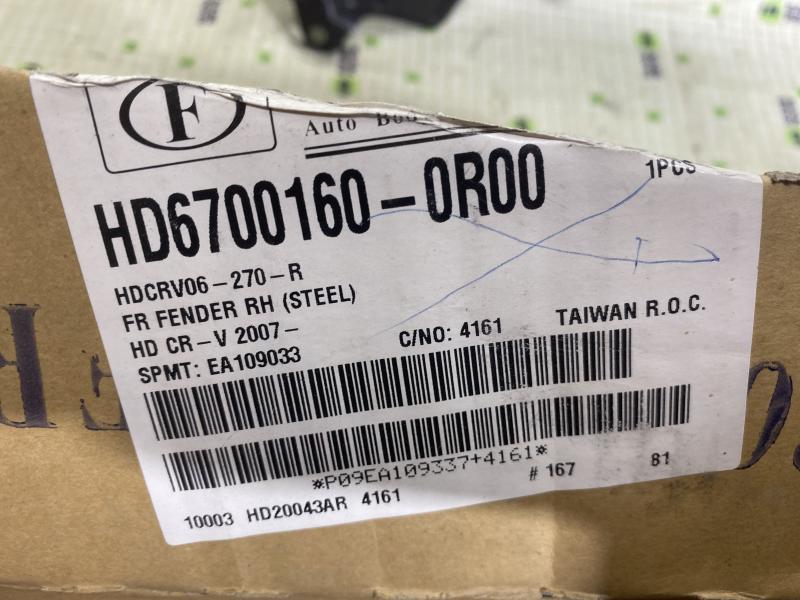 F
Auto Bod
HD6700160-0R00
1PCS
HDCRV06-270-R
FR FENDER RH (STEEL)
HD CR-V 2007-
SPMT: EA109033
C/NO: 4161
TAIWAN R.O.C.
*P09EA109337+4161*
# 167
81
10003 HD20043AR 4161